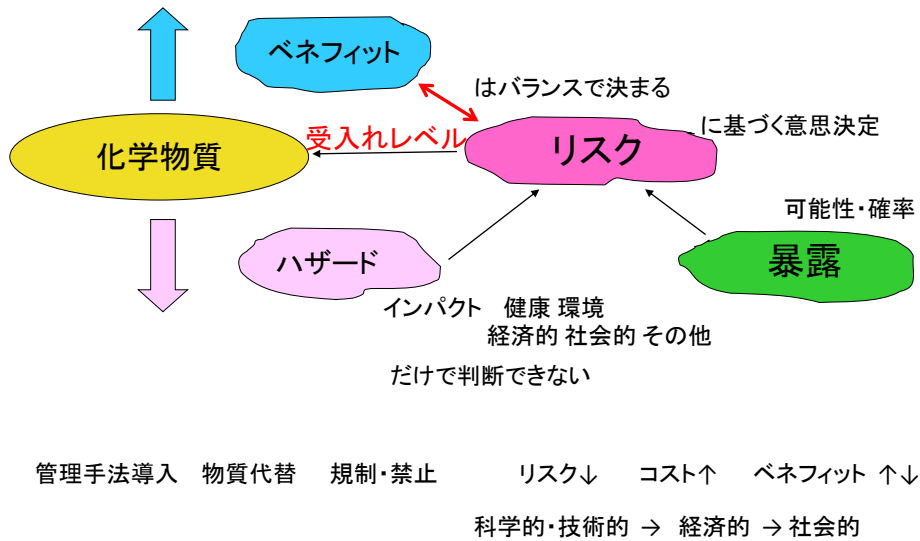 ベネフィット
はバランスで決まる
に基づく意思決定
受入れレベル
化学物質
リスク
可能性・確率
ハザード
暴露
インパクト 健康 環境
経済的 社会的 その他
だけで判断できない
管理手法導入 物質代替 規制・禁止 リスク↓ コスト↑ ベネフィット ↑↓
科学的・技術的 → 経済的 → 社会的